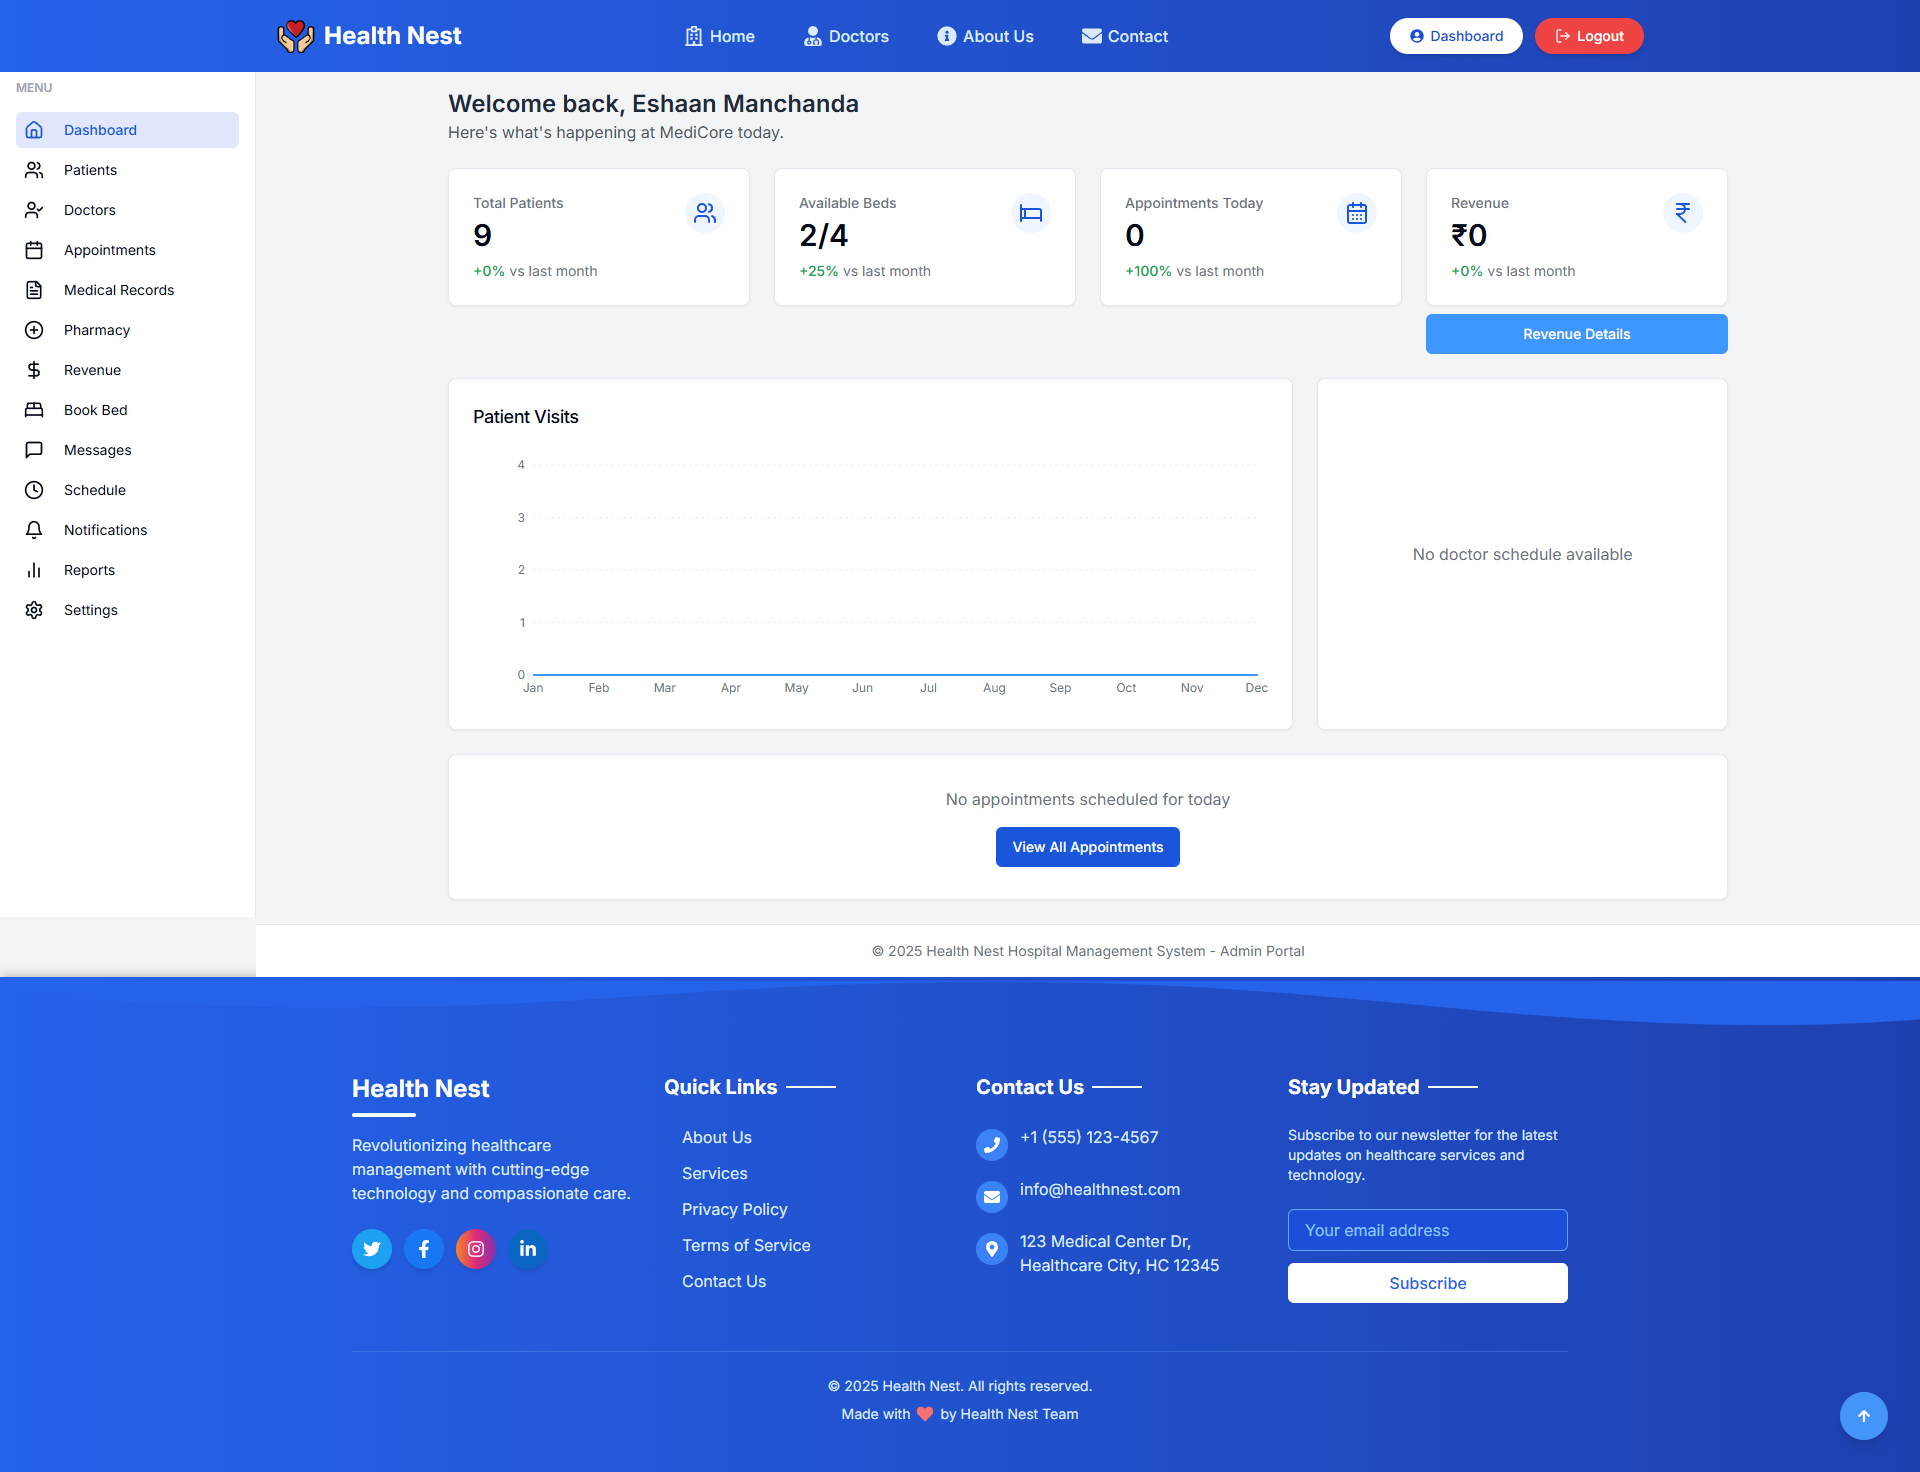 Health Nest
Home
Doctors
About Us
Contact
Dashboard
Logout
MENU
Dashboard
Patients
Doctors
Appointments
Medical Records
Pharmacy
Revenue
Book Bed
Messages
Schedule
Notifications
Reports
Settings
Welcome back, Eshaan Manchanda
Here's what's happening at MediCore today.
Total Patients
9
+0% vs last month
Available Beds
2/4
+25% vs last month
Appointments Today
0
+100% vs last month
Revenue
₹0
+0% vs last month
Revenue Details
Patient Visits
4
3
2
1
0
Jan Feb Mar Apr May Jun Jul Aug Sep Oct Nov Dec
No doctor schedule available
No appointments scheduled for today
View All Appointments
© 2025 Health Nest Hospital Management System - Admin Portal
Health Nest
Revolutionizing healthcare
management with cutting-edge
technology and compassionate care.
Quick Links
About Us
Services
Privacy Policy
Terms of Service
Contact Us
Contact Us
+1 (555) 123-4567
info@healthnest.com
123 Medical Center Dr,
Healthcare City, HC 12345
Stay Updated
Subscribe to our newsletter for the latest
updates on healthcare services and
technology.
Your email address
Subscribe
© 2025 Health Nest. All rights reserved.
Made with ❤️ by Health Nest Team